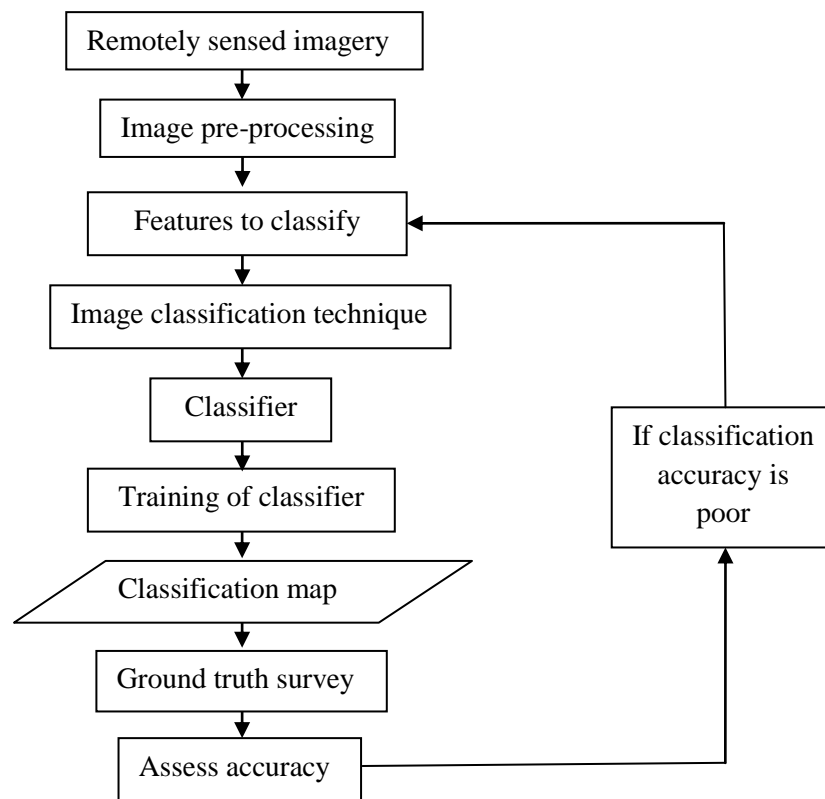 Remotely sensed imagery
Image pre-processing
Features to classify
Image classification technique
Classifier
Training of classifier
Classification map
Ground truth survey
Assess accuracy
If classification
accuracy is
poor